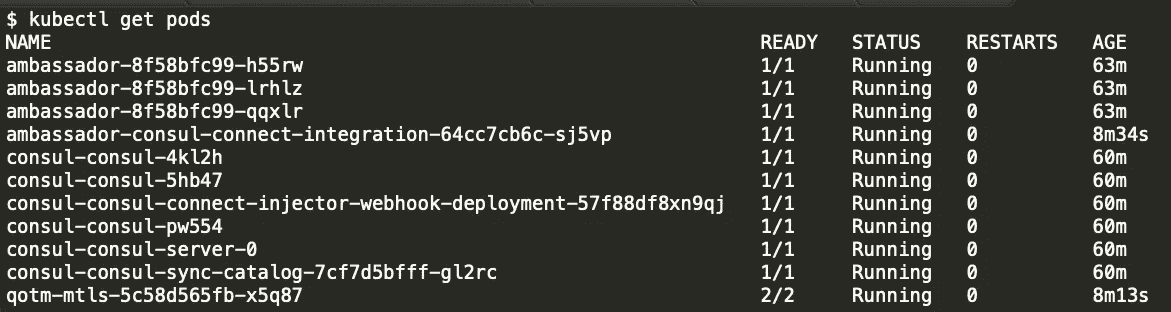 $ kubectl get pods
NAME READY STATUS RESTARTS AGE
ambassador-8f58bfc99-h55rw 1/1 Running 0 63m
ambassador-8f58bfc99-lrhlz 1/1 Running 0 63m
ambassador-8f58bfc99-qqxlr 1/1 Running 0 63m
ambassador-consul-connect-integration-64cc7cb6c-sj5vp 1/1 Running 0 8m34s
consul-consul-4kl2h 1/1 Running 0 60m
consul-consul-5hb47 1/1 Running 0 60m
consul-consul-connect-injector-webhook-deployment-57f88df8xn9qj 1/1 Running 0 60m
consul-consul-pw554 1/1 Running 0 60m
consul-consul-server-0 1/1 Running 0 60m
consul-consul-sync-catalog-7cf7d5bfff-gl2rc 1/1 Running 0 60m
qotm-mtls-5c58d565fb-x5q87 2/2 Running 0 8m13s